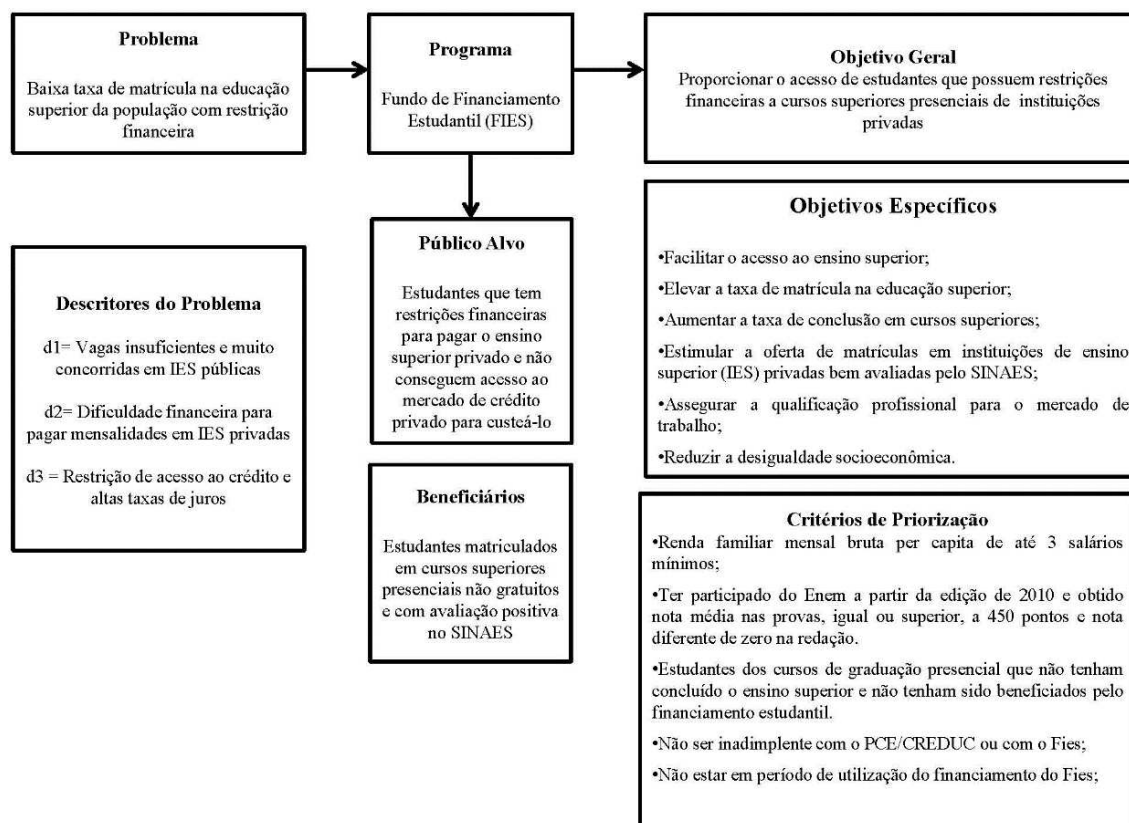 Problema
Baixa taxa de matrícula na educação
superior da população com restrição
financeira
Programa
Fundo de Financiamento
Estudantil (FIES)
Objetivo Geral
Proporcionar o acesso de estudantes que possuem restrições
financeiras a cursos superiores presenciais de instituições
privadas
Descritores do Problema
d1= Vagas insuficientes e muito
concorridas em IES públicas
d2= Dificuldade financeira para
pagar mensalidades em IES privadas
d3 = Restrição de acesso ao crédito e
altas taxas de juros
Público Alvo
Estudantes que tem
restrições financeiras
para pagar o ensino
superior privado e não
conseguem acesso ao
mercado de crédito
privado para custeá-lo
Beneficiários
Estudantes matriculados
em cursos superiores
presenciais não gratuitos
e com avaliação positiva
no SINAES
Objetivos Específicos
•Facilitar o acesso ao ensino superior;
•Elevar a taxa de matrícula na educação superior;
•Aumentar a taxa de conclusão em cursos superiores;
•Estimular a oferta de matrículas em instituições de ensino
superior (IES) privadas bem avaliadas pelo SINAES;
•Assegurar a qualificação profissional para o mercado de
trabalho;
•Reduzir a desigualdade socioeconômica.
Critérios de Priorização
•Renda familiar mensal bruta per capita de até 3 salários
mínimos;
•Ter participado do Enem a partir da edição de 2010 e obtido
nota média nas provas, igual ou superior, a 450 pontos e nota
diferente de zero na redação.
•Estudantes dos cursos de graduação presencial que não tenham
concluído o ensino superior e não tenham sido beneficiados pelo
financiamento estudantil.
•Não ser inadimplente com o PCE/CREDUC ou com o Fies;
•Não estar em período de utilização do financiamento do Fies;